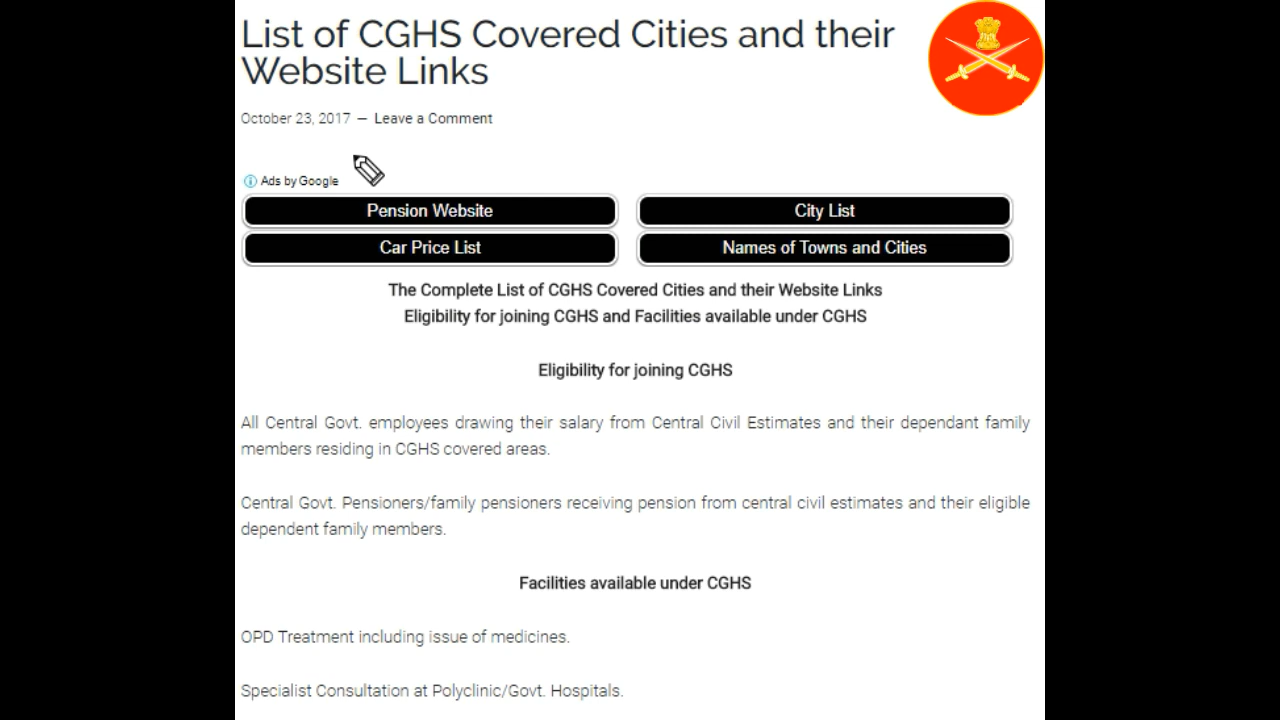 List of CGHS Covered Cities and their
Website Links
October 23, 2017 — Leave a Comment
Ads by Google
Pension Website
City List
Car Price List
Names of Towns and Cities
The Complete List of CGHS Covered Cities and their Website Links
Eligibility for joining CGHS and Facilities available under CGHS
Eligibility for joining CGHS
All Central Govt. employees drawing their salary from Central Civil Estimates and their dependant family
members residing in CGHS covered areas.
Central Govt. Pensioners/family pensioners receiving pension from central civil estimates and their eligible
dependent family members.
Facilities available under CGHS
OPD Treatment including issue of medicines.
Specialist Consultation at Polyclinic/Govt. Hospitals.